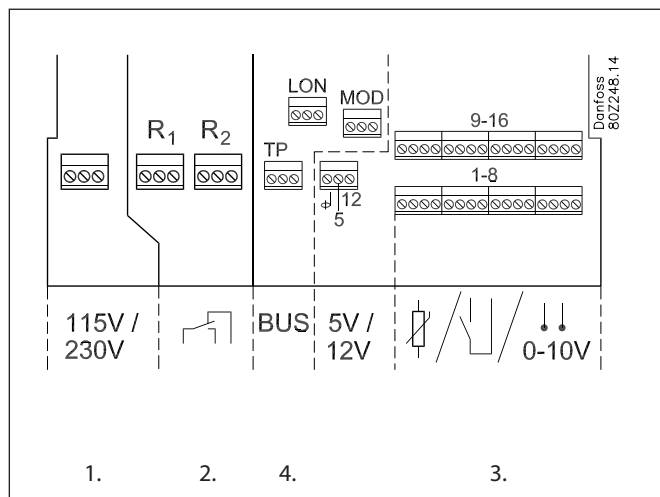 LON
MOD
R1 R2
TP
9-16
1-8
12
5
Danfoss
80Z248.14
115V /
230V
BUS
5V /
12V
0-10V
1. 2. 4. 3.